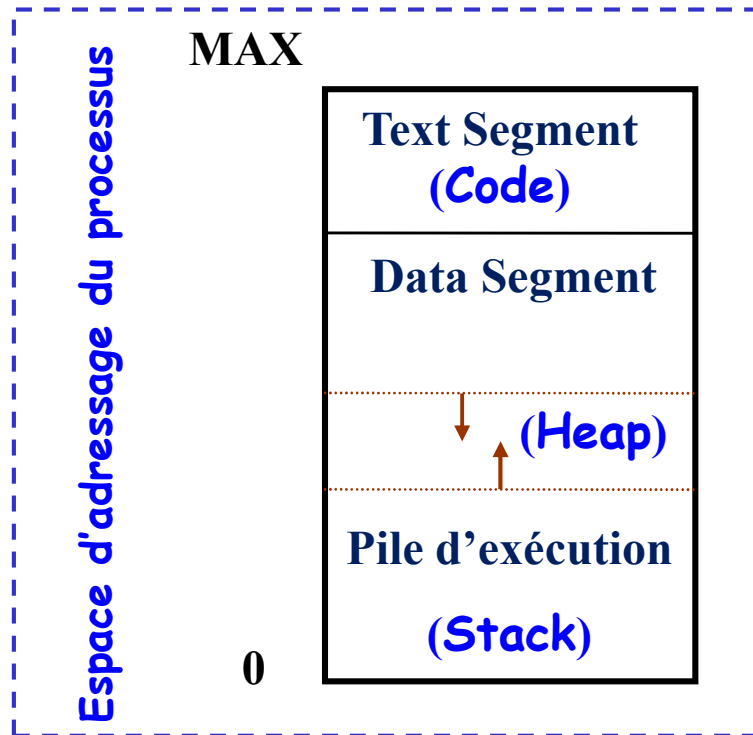 Espace d'adressage du processus
MAX
Text Segment
(Code)
Data Segment
(Heap)
Pile d’exécution
(Stack)
0